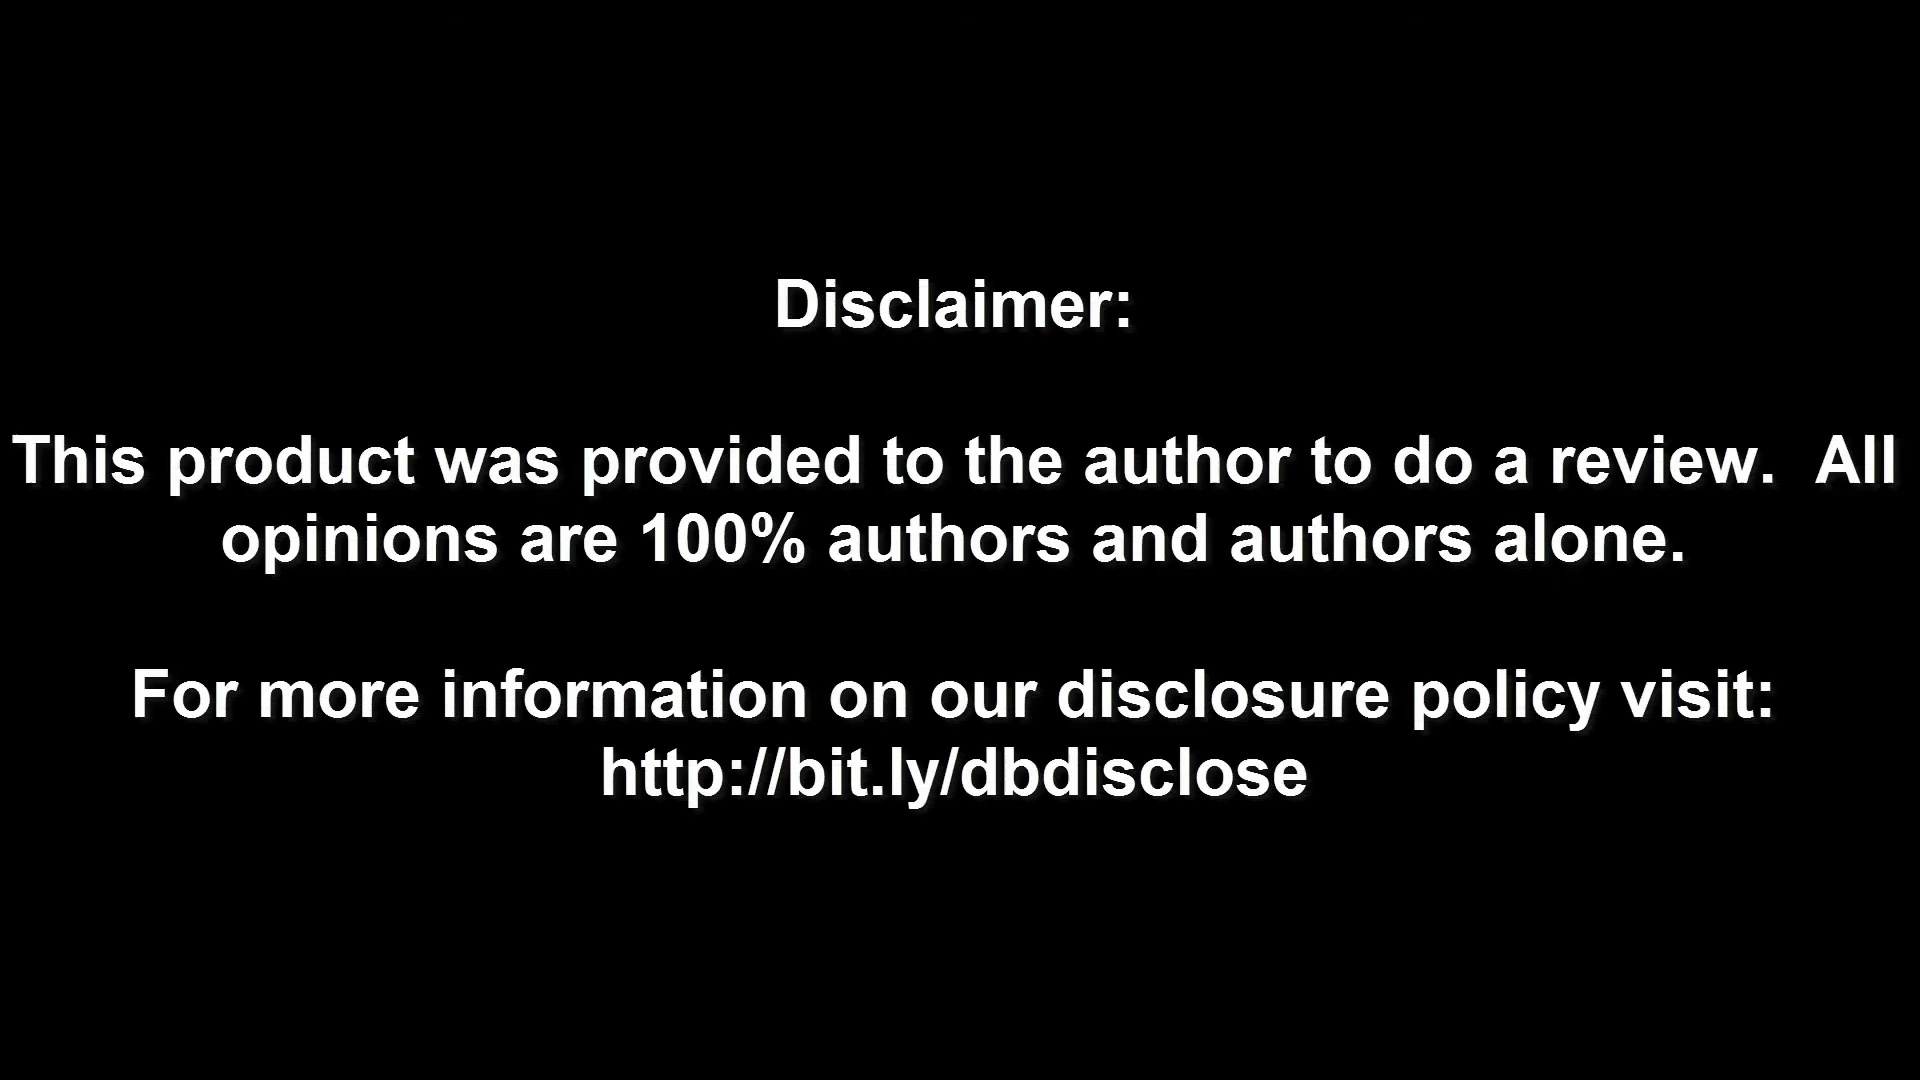 Disclaimer:
This product was provided to the author to do a review.  All
opinions are 100% authors and authors alone.
For more information on our disclosure policy visit:
http://bit.ly/dbdisclose